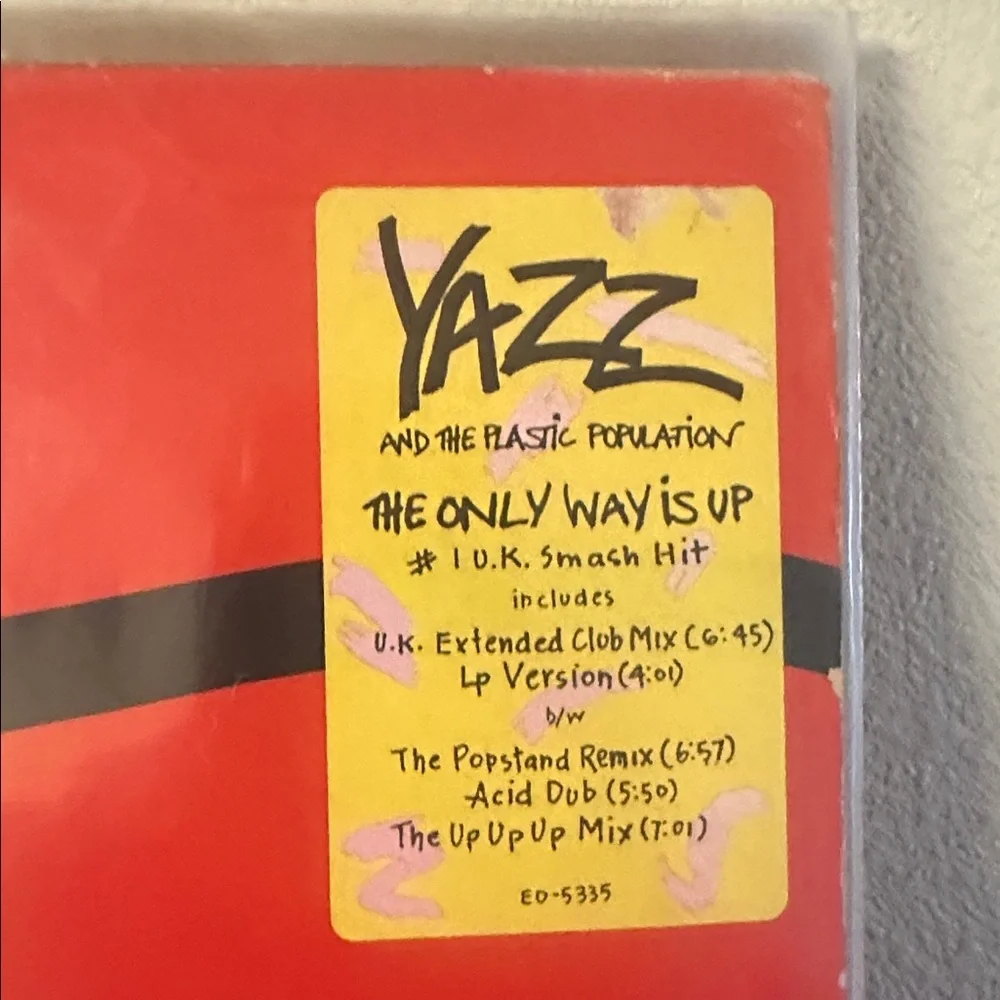 YAZZ
AND THE PLASTIC POPULATION
THE ONLY WAY iS UP
# 1 U.K. Smash Hit
includes
U.K. Extended Club Mix (6:45)
Lp Version (4:01)
b/w
The Popstand Remix (6:57)
Acid Dub (5:50)
The Up Up Up Mix (7:01)
ED-5335